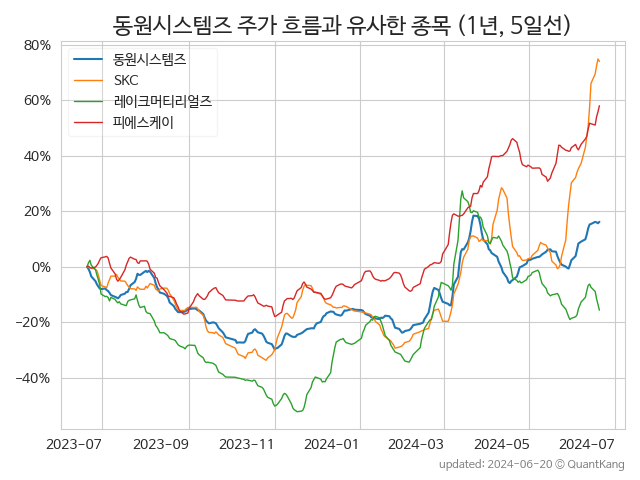 동원시스템즈 주가 흐름과 유사한 종목 (1년, 5일선)
80%
60%
40%
20%
0%
−20%
−40%
동원시스템즈
SKC
레이크머티리얼즈
피에스케이
2023-07 2023-09 2023-11 2024-01 2024-03 2024-05 2024-07
updated: 2024-06-20 © QuantKang